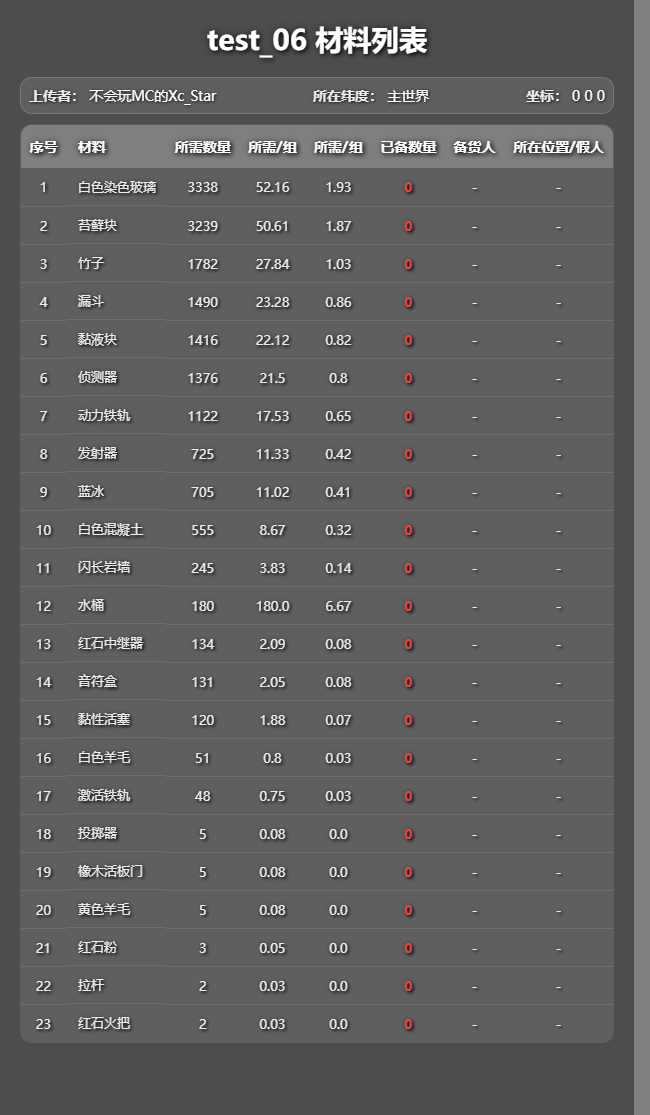 test_06 材料列表
上传者： 不会玩MC的Xc_Star 所在纬度： 主世界 坐标： 0 0 0
序号 材料 所需数量 所需/组 所需/组 已备数量 备货人 所在位置/假人
1 白色染色玻璃 3338 52.16 1.93 0 - -
2 苔藓块 3239 50.61 1.87 0 - -
3 竹子 1782 27.84 1.03 0 - -
4 漏斗 1490 23.28 0.86 0 - -
5 黏液块 1416 22.12 0.82 0 - -
6 侦测器 1376 21.5 0.8 0 - -
7 动力铁轨 1122 17.53 0.65 0 - -
8 发射器 725 11.33 0.42 0 - -
9 蓝冰 705 11.02 0.41 0 - -
10 白色混凝土 555 8.67 0.32 0 - -
11 闪长岩墙 245 3.83 0.14 0 - -
12 水桶 180 180.0 6.67 0 - -
13 红石中继器 134 2.09 0.08 0 - -
14 音符盒 131 2.05 0.08 0 - -
15 黏性活塞 120 1.88 0.07 0 - -
16 白色羊毛 51 0.8 0.03 0 - -
17 激活铁轨 48 0.75 0.03 0 - -
18 投掷器 5 0.08 0.0 0 - -
19 橡木活板门 5 0.08 0.0 0 - -
20 黄色羊毛 5 0.08 0.0 0 - -
21 红石粉 3 0.05 0.0 0 - -
22 拉杆 2 0.03 0.0 0 - -
23 红石火把 2 0.03 0.0 0 - -